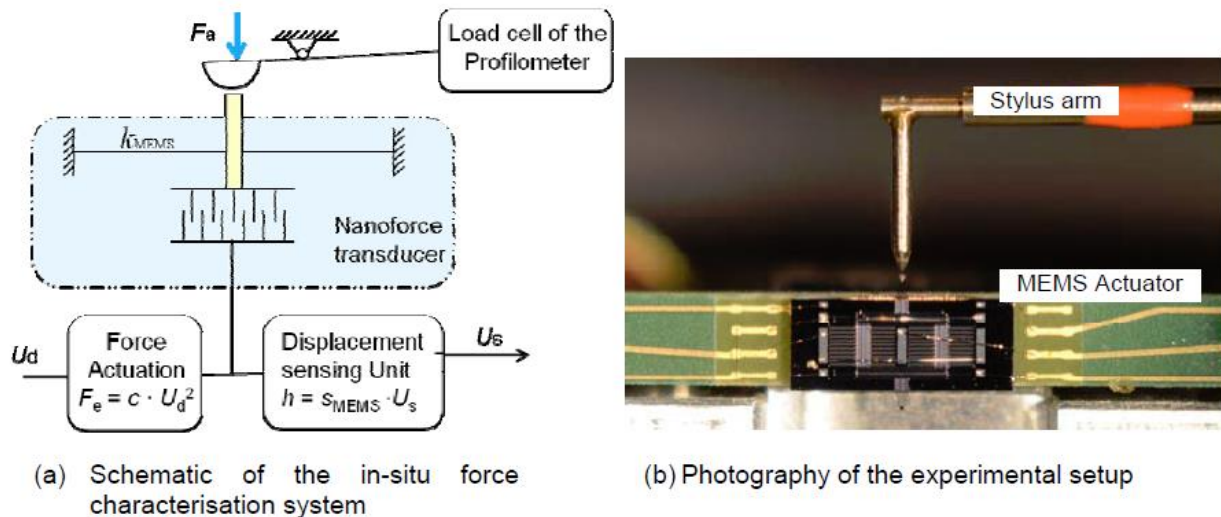 Fa
Load cell of the
Profilometer
kMEMS
Nanoforce
transducer
Ud
Force
Actuation
Fe = c · Ud²
Displacement
sensing Unit
h = sMEMS · Us
Us
Stylus arm
MEMS Actuator
(a) Schematic of the in-situ force
characterisation system
(b) Photography of the experimental setup